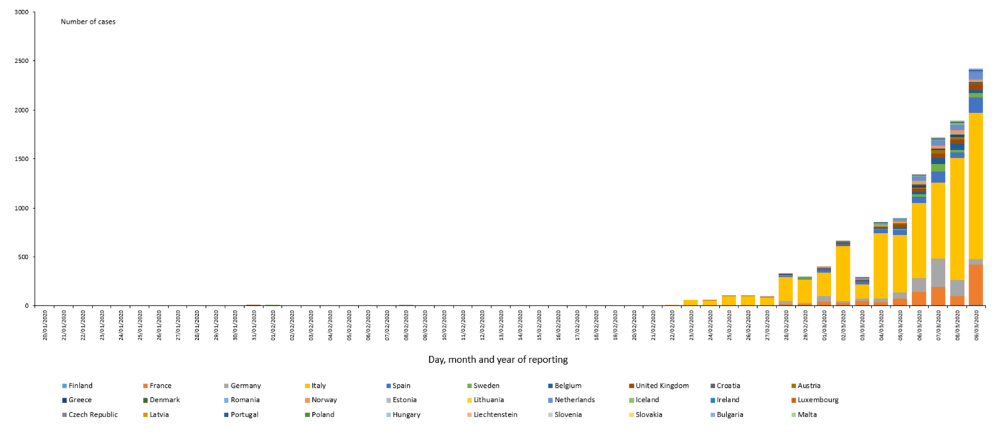 3000
Number of cases
2500
2000
1500
1000
500
0
20/01/2020 21/01/2020 22/01/2020 23/01/2020 24/01/2020 25/01/2020 26/01/2020 27/01/2020 28/01/2020 29/01/2020 30/01/2020 31/01/2020 01/02/2020 02/02/2020 03/02/2020 04/02/2020 05/02/2020 06/02/2020 07/02/2020 08/02/2020 09/02/2020 10/02/2020 11/02/2020 12/02/2020 13/02/2020 14/02/2020 15/02/2020 16/02/2020 17/02/2020 18/02/2020 19/02/2020 20/02/2020 21/02/2020 22/02/2020 23/02/2020 24/02/2020 25/02/2020 26/02/2020 27/02/2020 28/02/2020 29/02/2020 01/03/2020 02/03/2020 03/03/2020 04/03/2020 05/03/2020 06/03/2020 07/03/2020 08/03/2020 09/03/2020
Day, month and year of reporting
Finland France Germany Italy Spain Sweden Belgium United Kingdom Croatia Austria
Greece Denmark Romania Norway Estonia Lithuania Netherlands Iceland Ireland Luxembourg
Czech Republic Latvia Portugal Poland Hungary Liechtenstein Slovenia Slovakia Bulgaria Malta